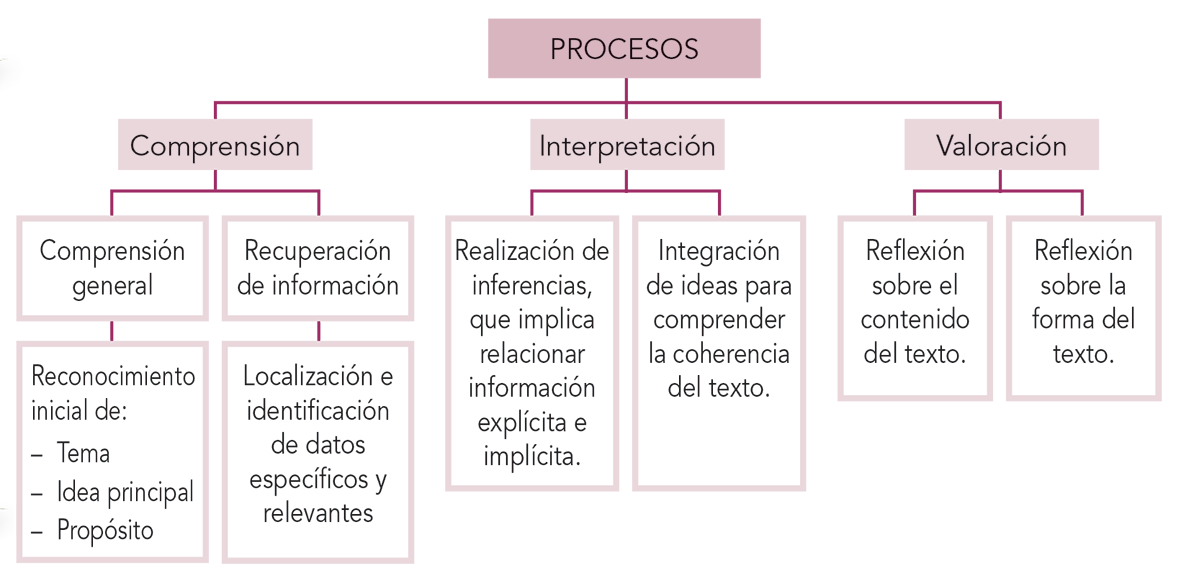 PROCESOS
Comprensión
Interpretación
Valoración
Comprensión
general
Recuperación
de información
Realización de
inferencias,
que implica
relacionar
información
explícita e
implícita.
Integración
de ideas para
comprender
la coherencia
del texto.
Reflexión
sobre el
contenido
del texto.
Reflexión
sobre la
forma del
texto.
Reconocimiento
inicial de:
– Tema
– Idea principal
– Propósito
Localización e
identificación
de datos
específicos y
relevantes